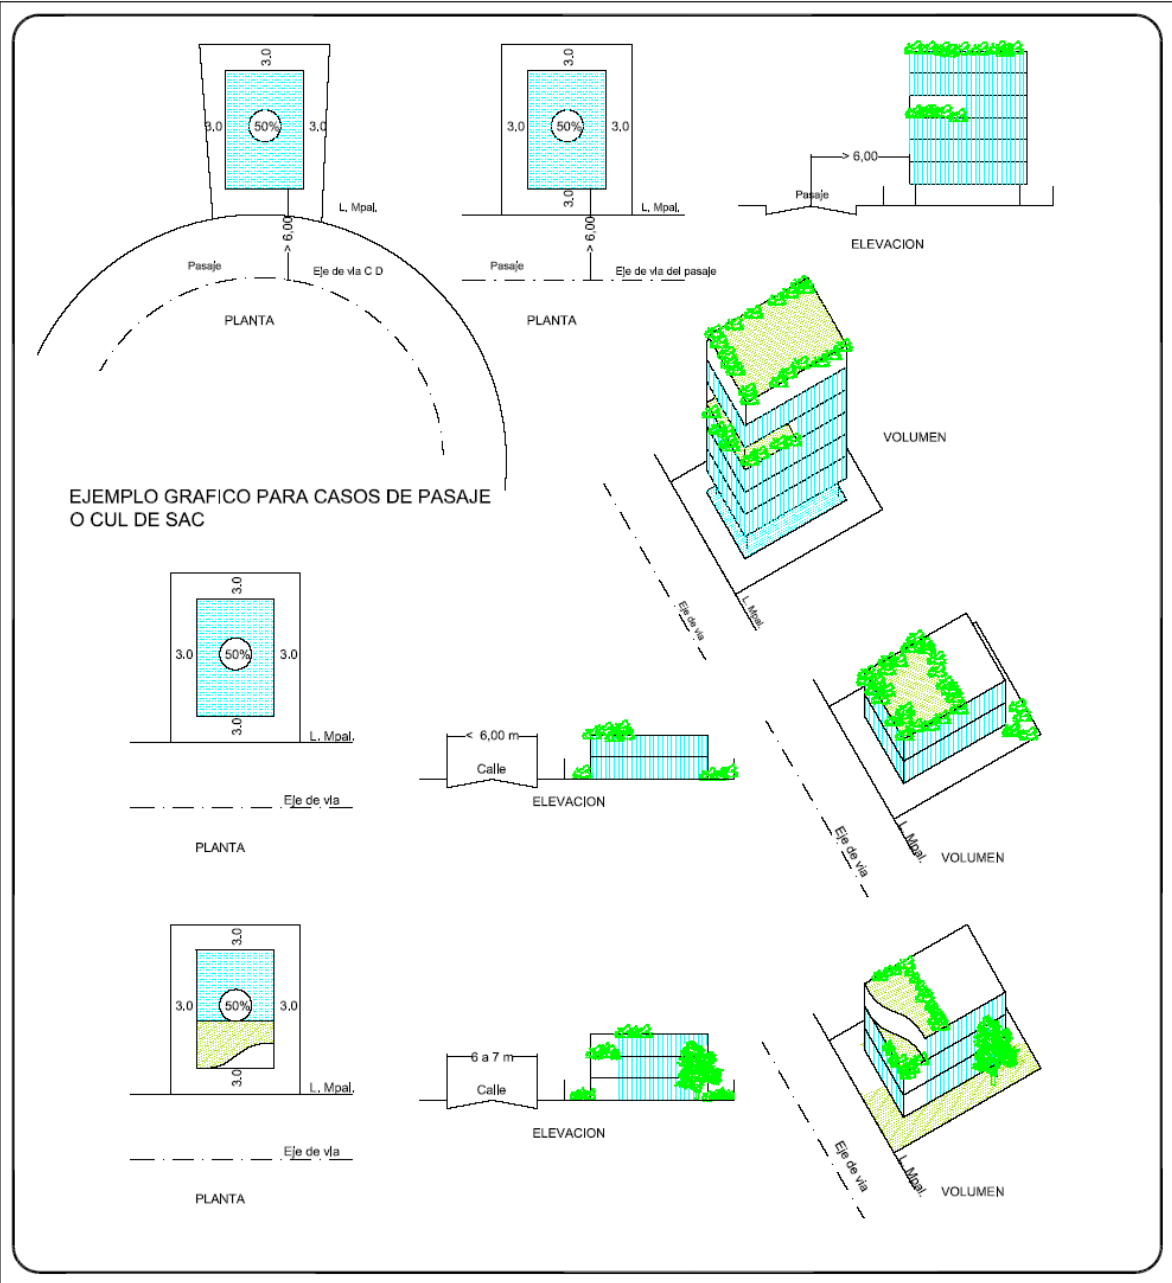 3.0
3.0
50%
3.0
L. Mpal.
> 6,00
Pasaje
Eje de vIa C D
PLANTA
3.0
3.0
50%
3.0
3.0
L. Mpal.
> 6,00
Pasaje
Eje de vIa del pasaje
PLANTA
> 6,00
Pasaje
ELEVACION
VOLUMEN
Eje de vIa
L. Mpal.
EJEMPLO GRAFICO PARA CASOS DE PASAJE
O CUL DE SAC
3.0
3.0
50%
3.0
3.0
L. Mpal.
Eje de vIa
PLANTA
< 6,00 m
Calle
ELEVACION
Eje de via
L. Mpal.
VOLUMEN
3.0
3.0
50%
3.0
3.0
L. Mpal.
Eje de vIa
PLANTA
6 a 7 m
Calle
ELEVACION
Eje de via
L. Mpal.
VOLUMEN